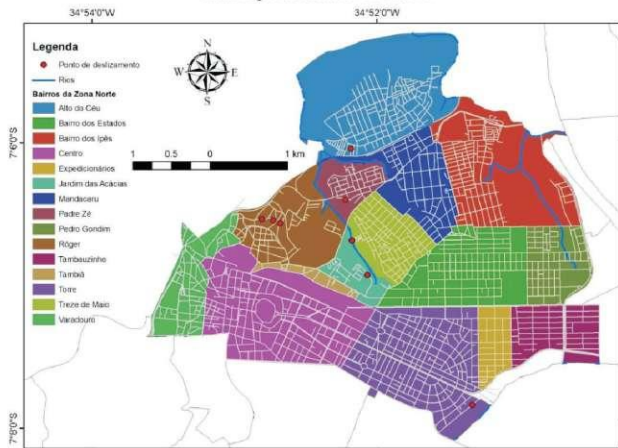 34°54'0"W
34°52'0"W
Legenda
Ponto de deslizamento
Rios
Bairros da Zona Norte
Alto do Céu
Bairro dos Estados
Bairro dos Ipês
Centro
Expedicionários
Jardim das Acácias
Mandacaru
Padre Zé
Pedro Gondim
Róger
Tambauzinho
Tambiá
Torre
Treze de Maio
Varadouro
N
W
E
S
1
0.5
0
1 km
7°6'0"S
7°8'0"S